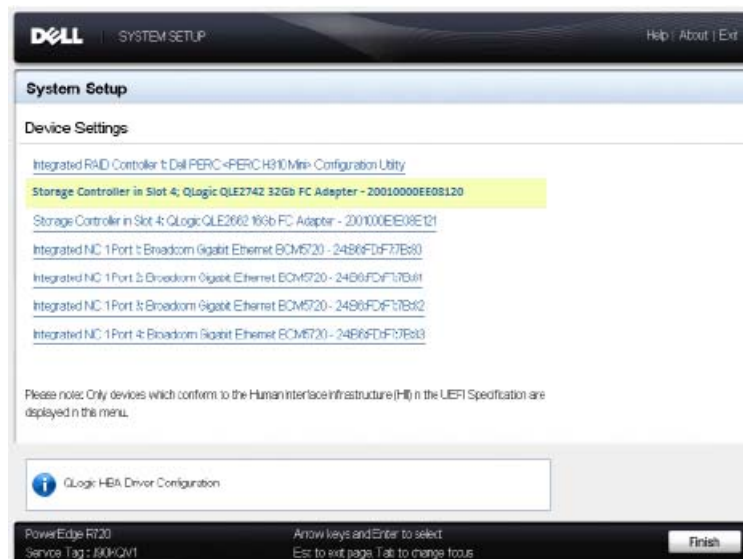 DELL SYSTEM SETUP Help | About | Exit
System Setup
Device Settings
Integrated RAID Controller 1: Dell PERC <PERC H310 Mini> Configuration Utility
Storage Controller in Slot 4; QLogic QLE2742 32Gb FC Adapter - 20010000EE08120
Storage Controller in Slot 4: QLogic QLE2662 16Gb FC Adapter - 2001000E1E08E121
Integrated NIC 1 Port 1: Broadcom Gigabit Ethernet BCM5720 -
Integrated NIC 1 Port 2: Broadcom Gigabit Ethernet BCM5720 -
Integrated NIC 1 Port 3: Broadcom Gigabit Ethernet BCM5720 -
Integrated NIC 1 Port 4: Broadcom Gigabit Ethernet BCM5720 -
Please note: Only devices which conform to the Human Interface Infrastructure (HII) in the UEFI Specification are
displayed in this menu.
QLogic HBA Driver Configuration
PowerEdge R720 Arrow keys and Enter to select
Service Tag : Esc to exit page, Tab to change focus
Finish